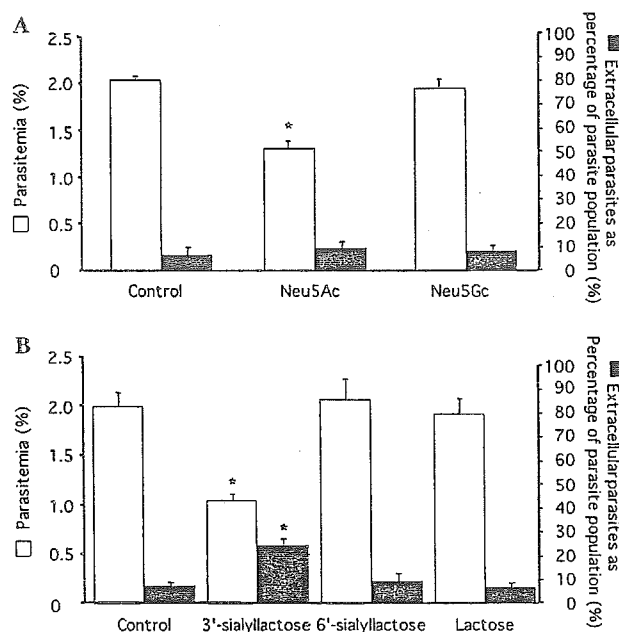 A
□ Parasitemia (%)
2.5
2.0
1.5
1.0
0.5
0
*
Control
Neu5Ac
Neu5Gc
100
90
80
70
60
50
40
30
20
10
0
Extracellular parasites as
percentage of parasite population (%)
B
□ Parasitemia (%)
2.5
2.0
1.5
1.0
0.5
0
*
*
Control
3'-sialyllactose
6'-sialyllactose
Lactose
100
90
80
70
60
50
40
30
20
10
0
Extracellular parasites as
Percentage of parasite population (%)